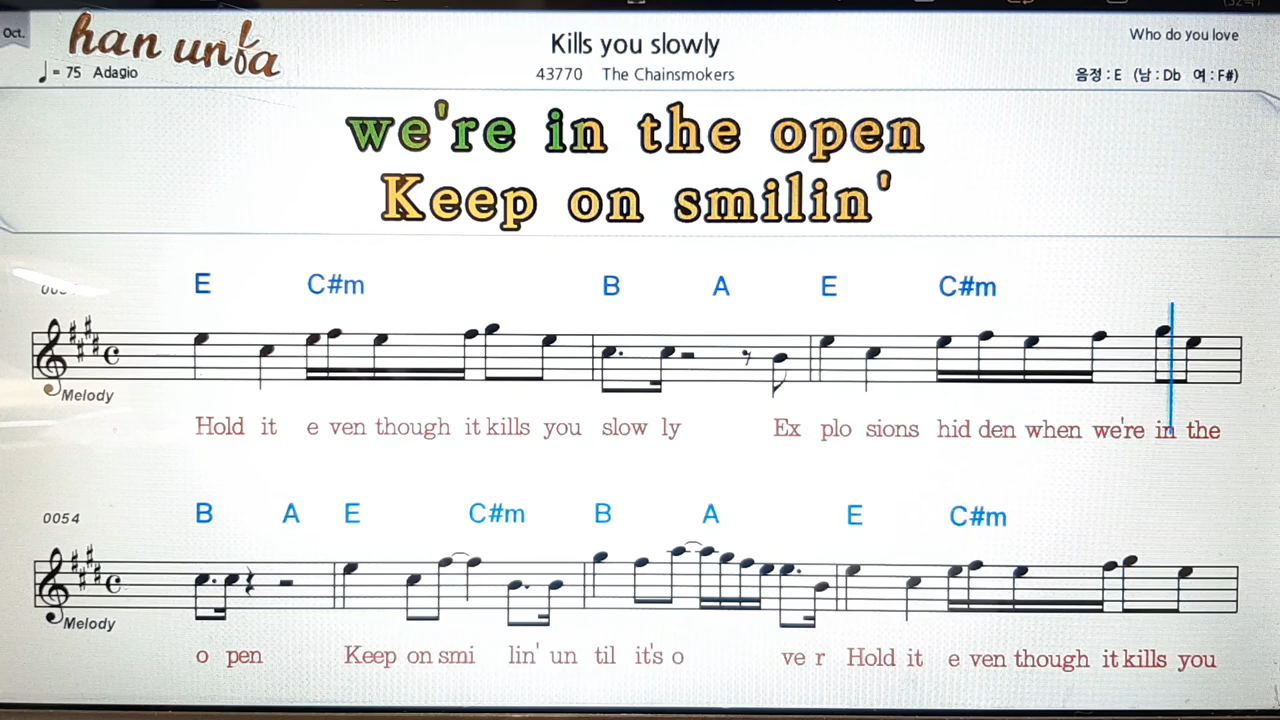 Oct.
han unfa
Kills you slowly
Who do you love
♩= 75 Adagio
43770 The Chainsmokers
음정 : E (남 : Db 여 : F#)
we're in the open
Keep on smilin'
E C#m B A E C#m
Melody
Hold it e ven though it kills you slow ly Ex plo sions hid den when we're in the
0054
B A E C#m B A E C#m
Melody
o pen Keep on smi lin' un til it's o ve r Hold it e ven though it kills you